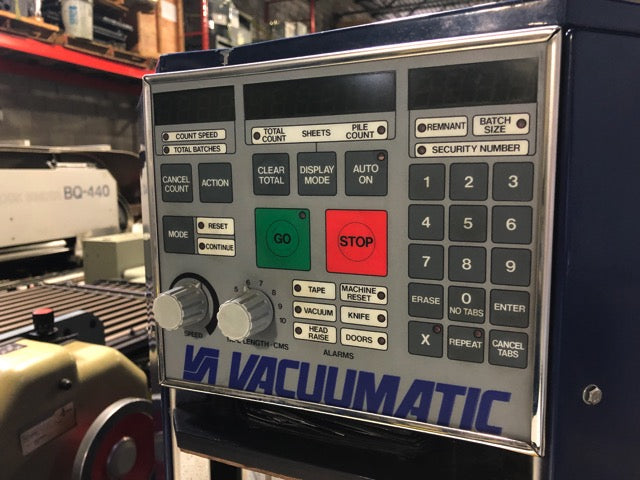 COUNT SPEED
TOTAL BATCHES
TOTAL COUNT
SHEETS
PILE COUNT
REMNANT
BATCH SIZE
SECURITY NUMBER
CANCEL COUNT
ACTION
CLEAR TOTAL
DISPLAY MODE
AUTO ON
1 2 3
MODE
RESET
CONTINUE
GO
STOP
4 5 6
7 8 9
5 6 7 8 9 10
SPEED
LENGTH-CMS
TAPE
MACHINE RESET
VACUUM
KNIFE
HEAD RAISE
DOORS
ALARMS
ERASE
0 NO TABS
ENTER
X
REPEAT
CANCEL TABS
VACUUMATIC
BQ-440